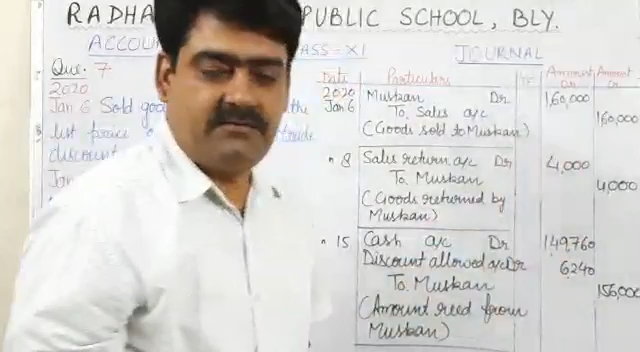 RADHA PUBLIC SCHOOL, BLY.
ACCOU ASS-XI JOURNAL
Que. 7
2020
Jan 6 Sold goo the
list price o trade
discount
Jan
Date Particulars Amount Dr Amount Cr
2020 Jan 6 Muskan Dr 1,60,000
To Sales a/c 160,000
(Goods sold to Muskan)
" 8 Sales return a/c Dr 4,000
To Muskan 4,000
(Goods returned by
Muskan)
" 15 Cash a/c Dr 149760
Discount allowed a/c Dr 6240
To Muskan 156,000
(Amount recd from
Muskan)